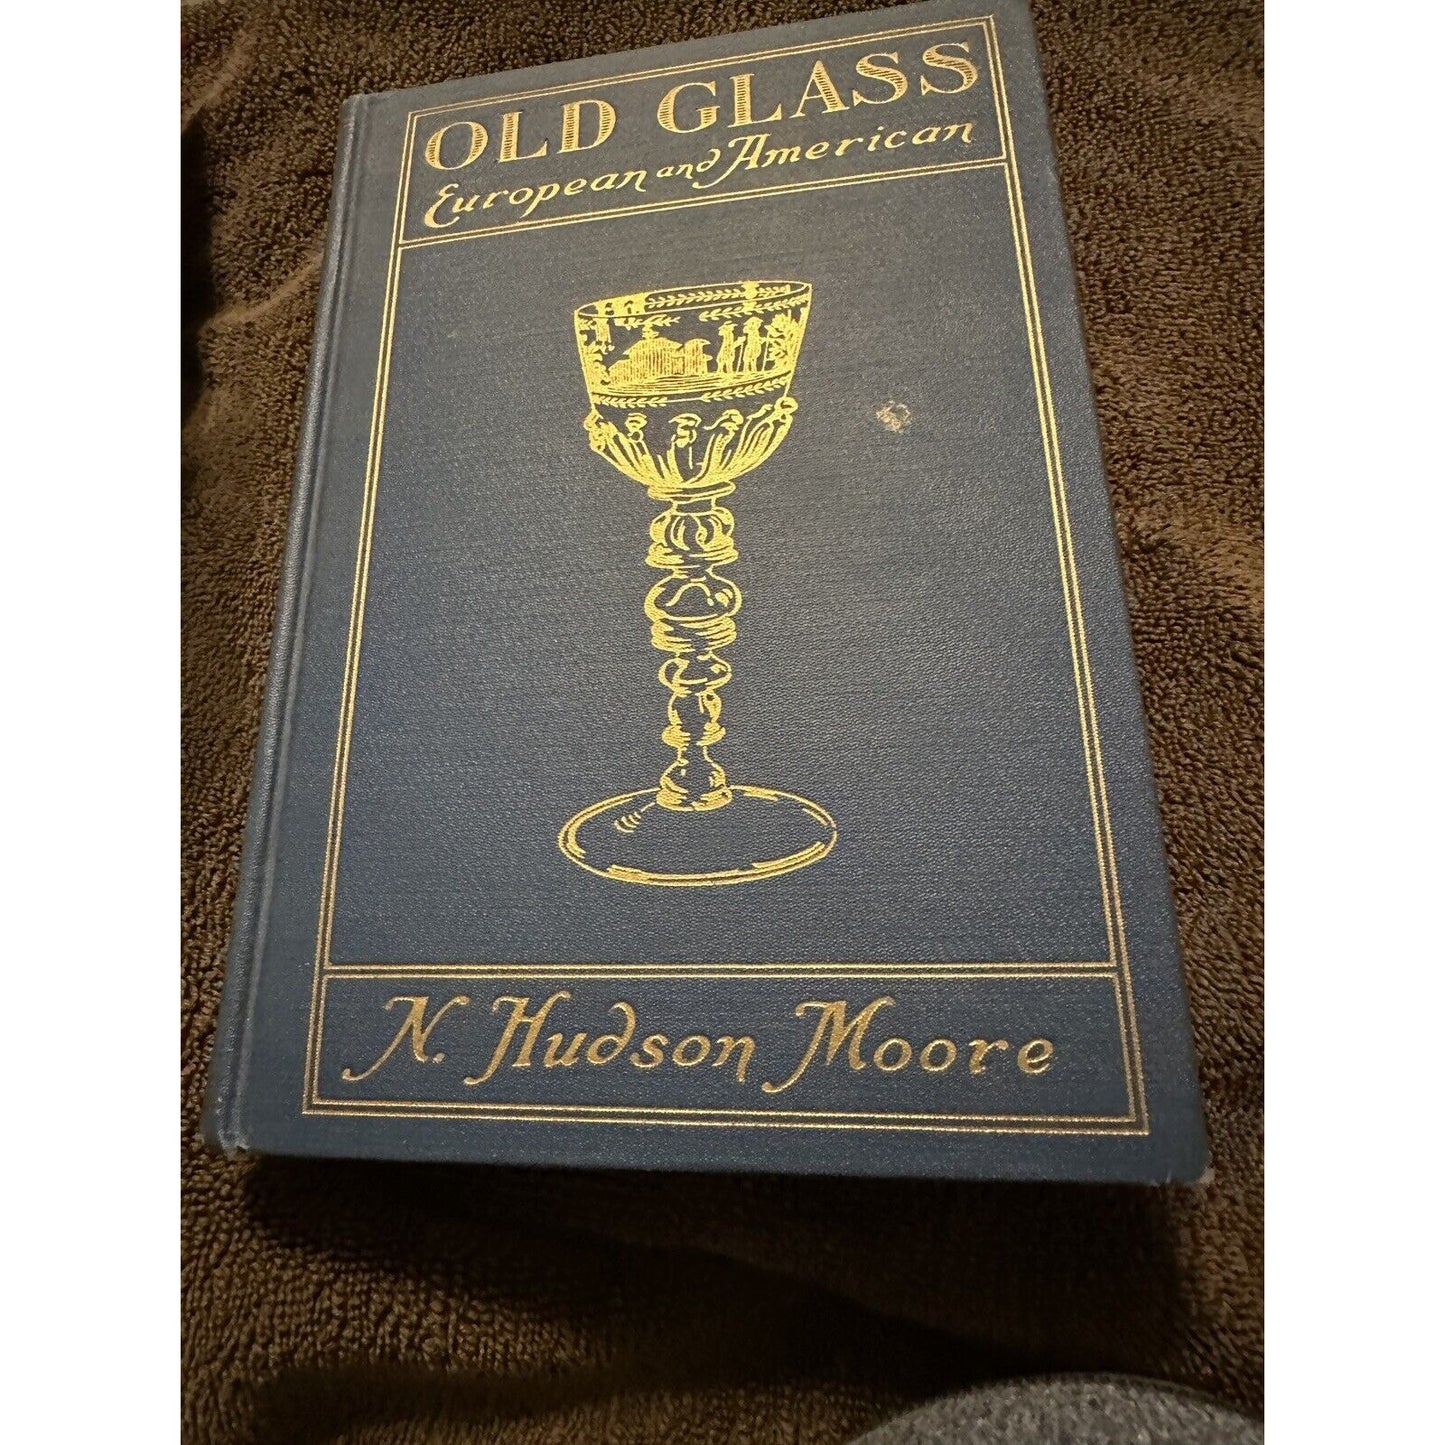 OLD GLASS
European and American
N. Hudson Moore